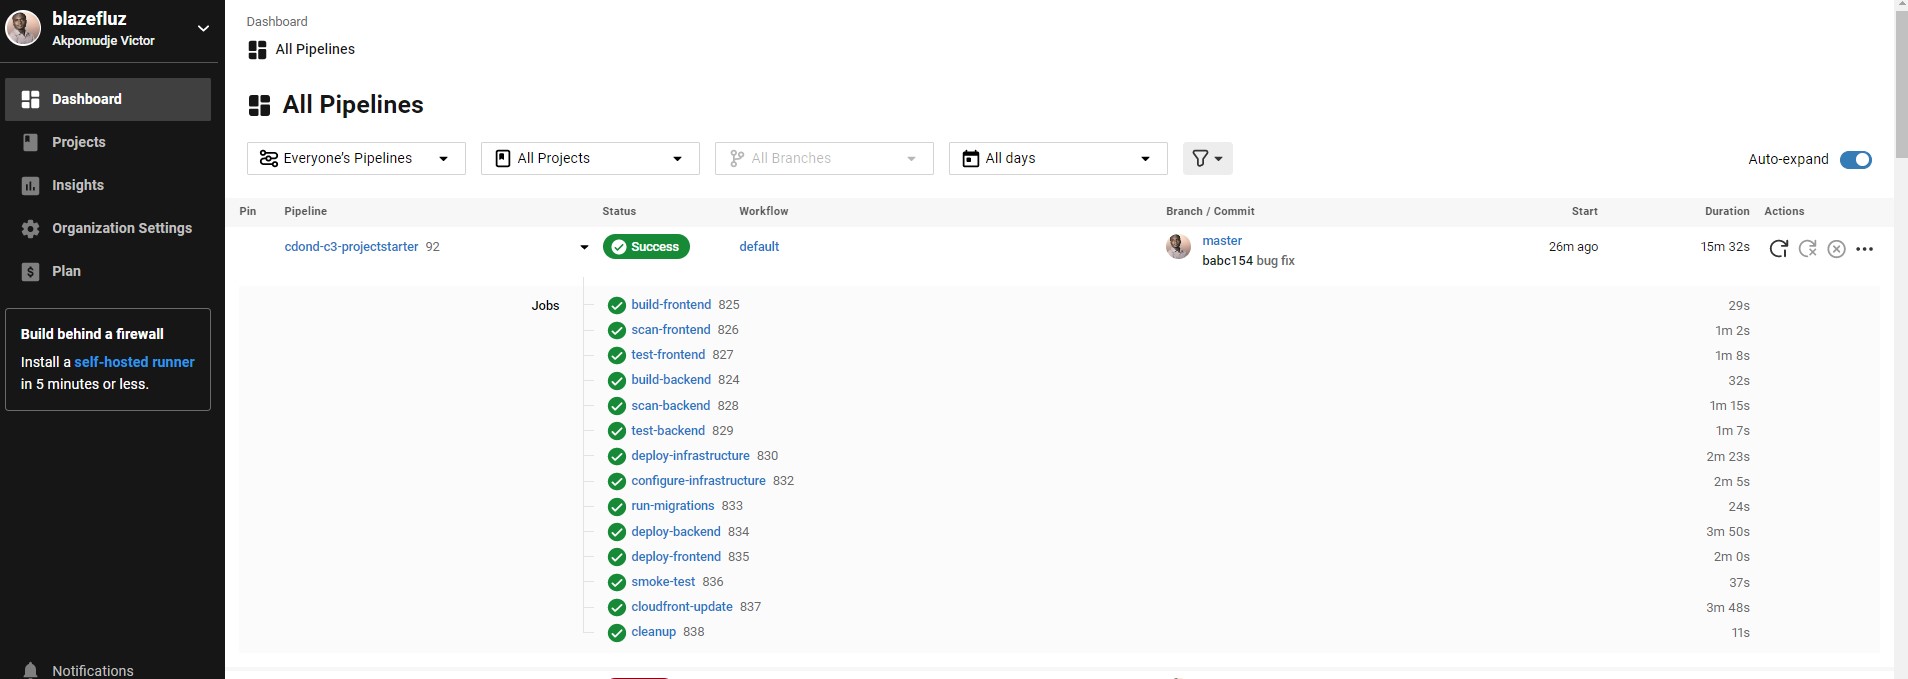 blazefluz
Akpomudje Victor
Dashboard
Projects
Insights
Organization Settings
Plan
Build behind a firewall
Install a self-hosted runner
in 5 minutes or less.
Notifications
Dashboard
All Pipelines
All Pipelines
Everyone's Pipelines All Projects All Branches All days Auto-expand
Pin Pipeline Status Workflow Branch / Commit Start Duration Actions
cdond-c3-projectstarter 92 Success default master 26m ago 15m 32s
babc154 bug fix
Jobs build-frontend 825 29s
scan-frontend 826 1m 2s
test-frontend 827 1m 8s
build-backend 824 32s
scan-backend 828 1m 15s
test-backend 829 1m 7s
deploy-infrastructure 830 2m 23s
configure-infrastructure 832 2m 5s
run-migrations 833 24s
deploy-backend 834 3m 50s
deploy-frontend 835 2m 0s
smoke-test 836 37s
cloudfront-update 837 3m 48s
cleanup 838 11s